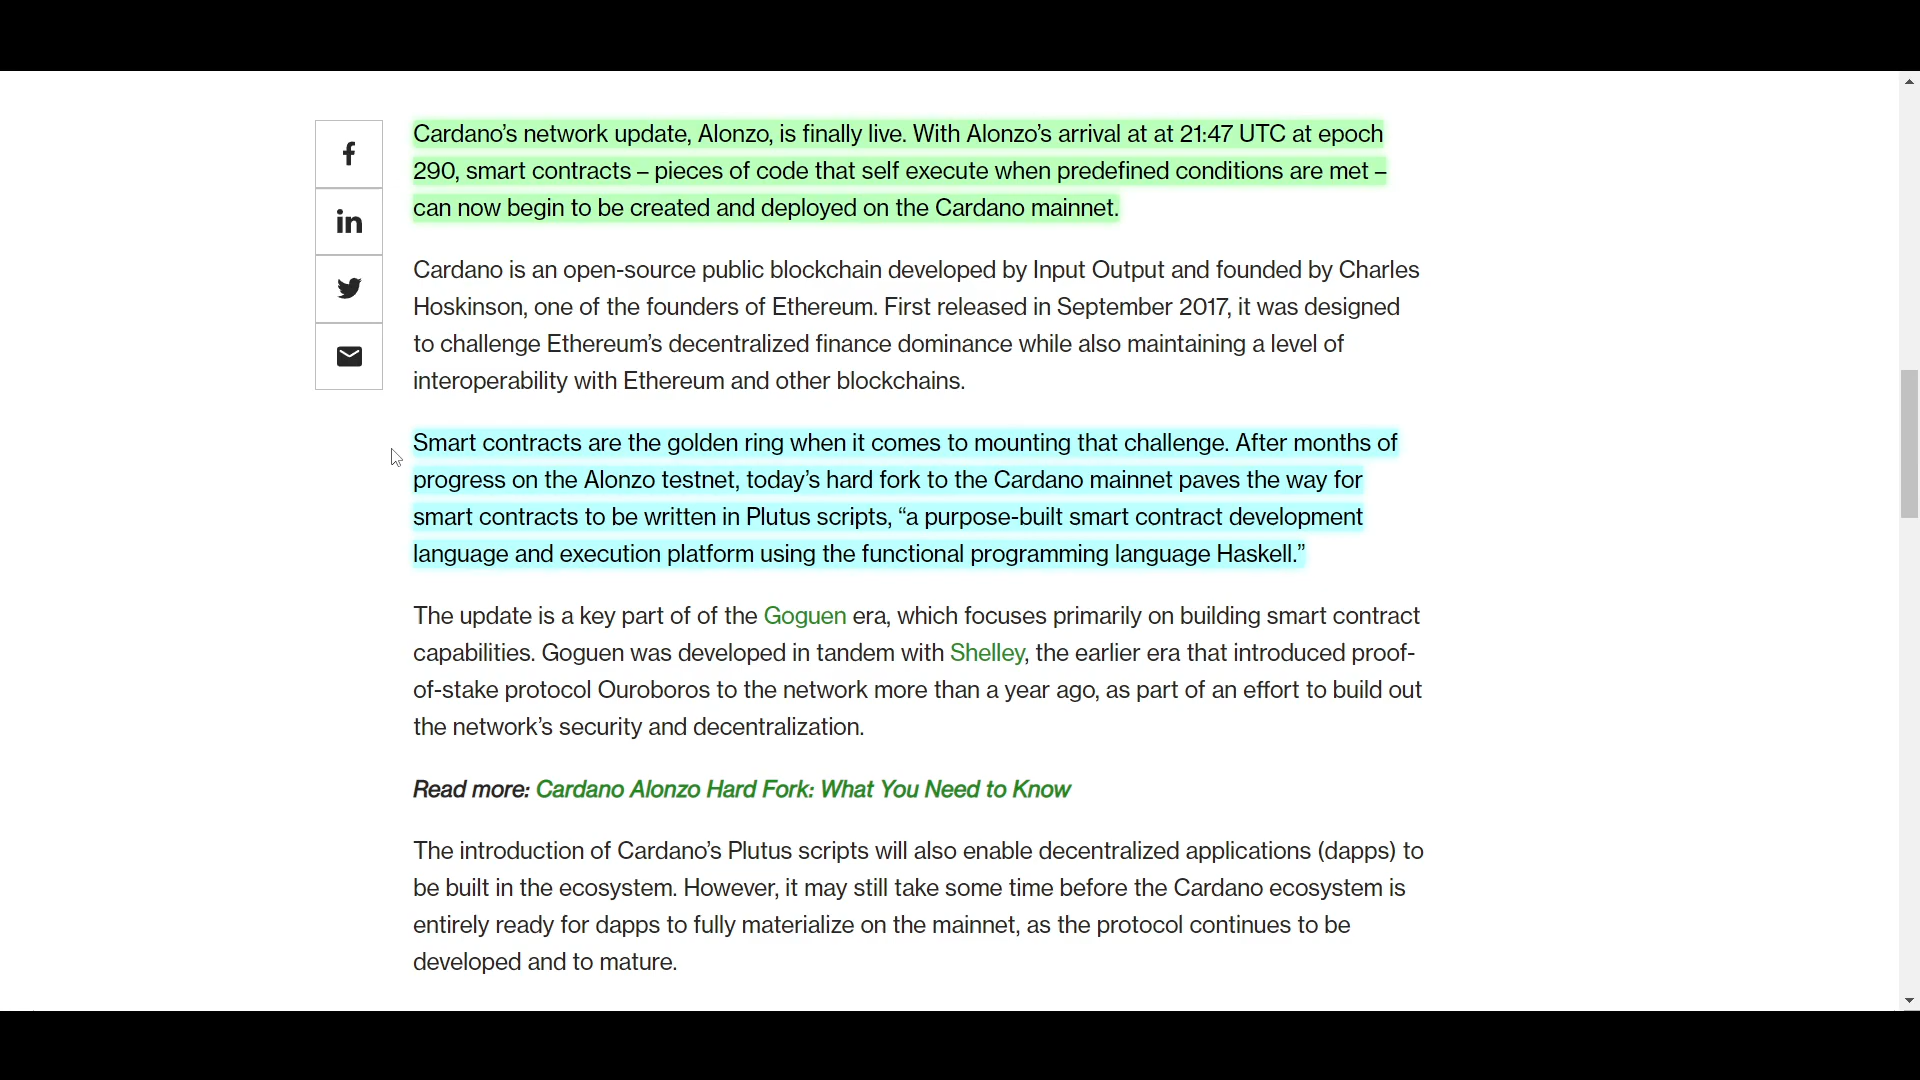 Cardano’s network update, Alonzo, is finally live. With Alonzo’s arrival at at 21:47 UTC at epoch
290, smart contracts – pieces of code that self execute when predefined conditions are met –
can now begin to be created and deployed on the Cardano mainnet.
Cardano is an open-source public blockchain developed by Input Output and founded by Charles
Hoskinson, one of the founders of Ethereum. First released in September 2017, it was designed
to challenge Ethereum’s decentralized finance dominance while also maintaining a level of
interoperability with Ethereum and other blockchains.
Smart contracts are the golden ring when it comes to mounting that challenge. After months of
progress on the Alonzo testnet, today’s hard fork to the Cardano mainnet paves the way for
smart contracts to be written in Plutus scripts, “a purpose-built smart contract development
language and execution platform using the functional programming language Haskell.”
The update is a key part of of the Goguen era, which focuses primarily on building smart contract
capabilities. Goguen was developed in tandem with Shelley, the earlier era that introduced proof-
of-stake protocol Ouroboros to the network more than a year ago, as part of an effort to build out
the network’s security and decentralization.
Read more: Cardano Alonzo Hard Fork: What You Need to Know
The introduction of Cardano’s Plutus scripts will also enable decentralized applications (dapps) to
be built in the ecosystem. However, it may still take some time before the Cardano ecosystem is
entirely ready for dapps to fully materialize on the mainnet, as the protocol continues to be
developed and to mature.